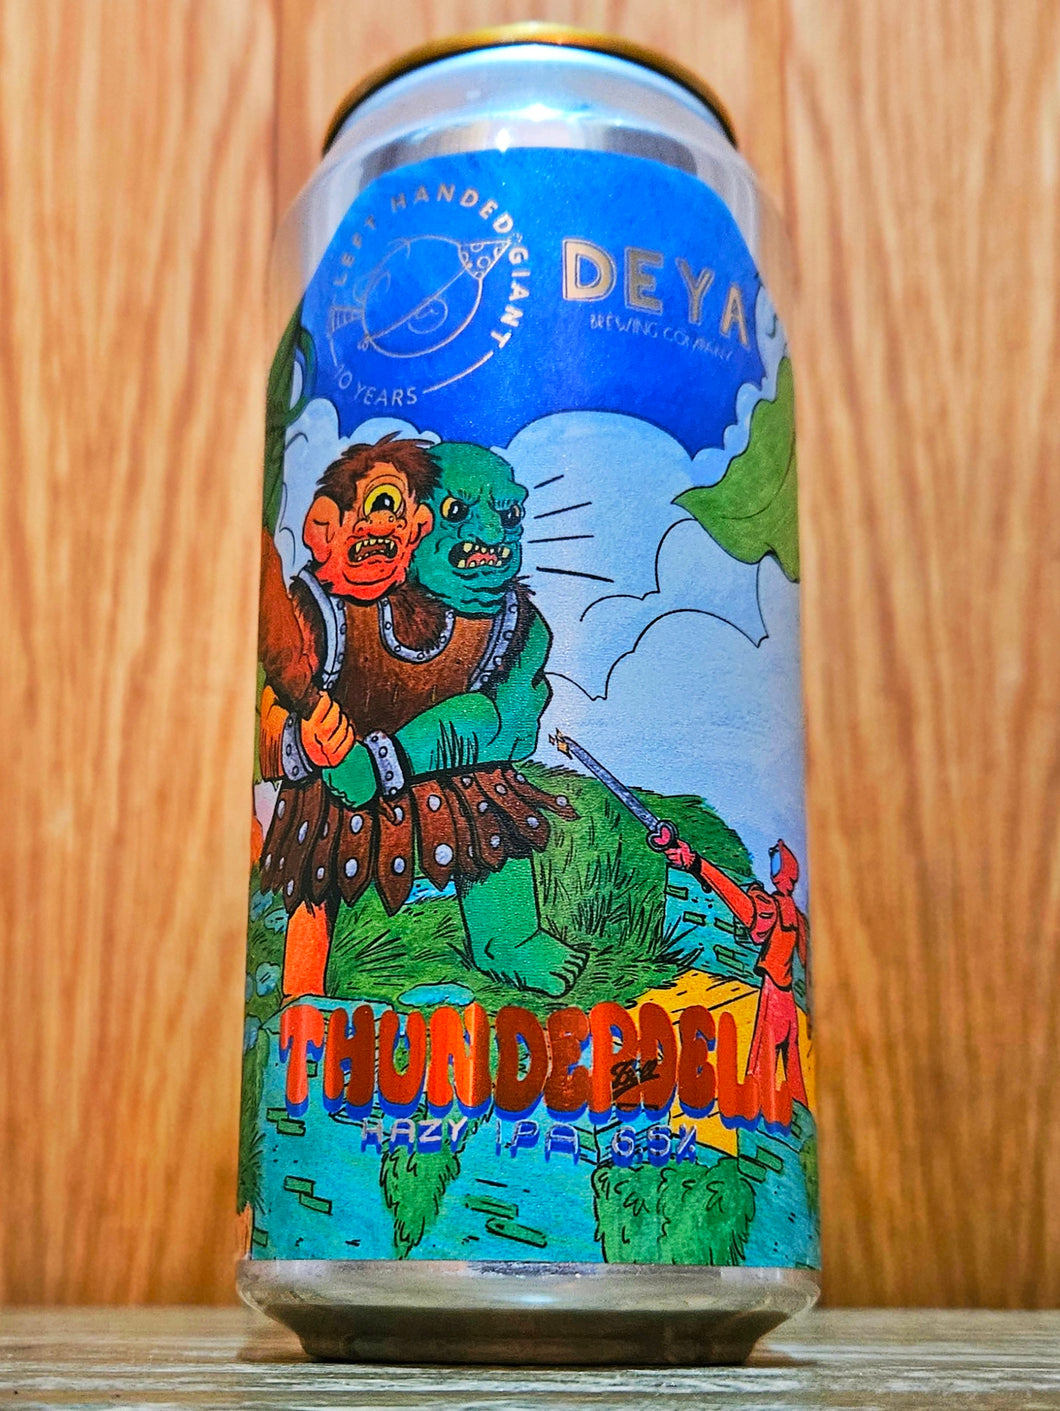 LEFT HANDED GIANT
10 YEARS
DEYA
BREWING COMPANY
THUNDERDELL
HAZY IPA 6.5%